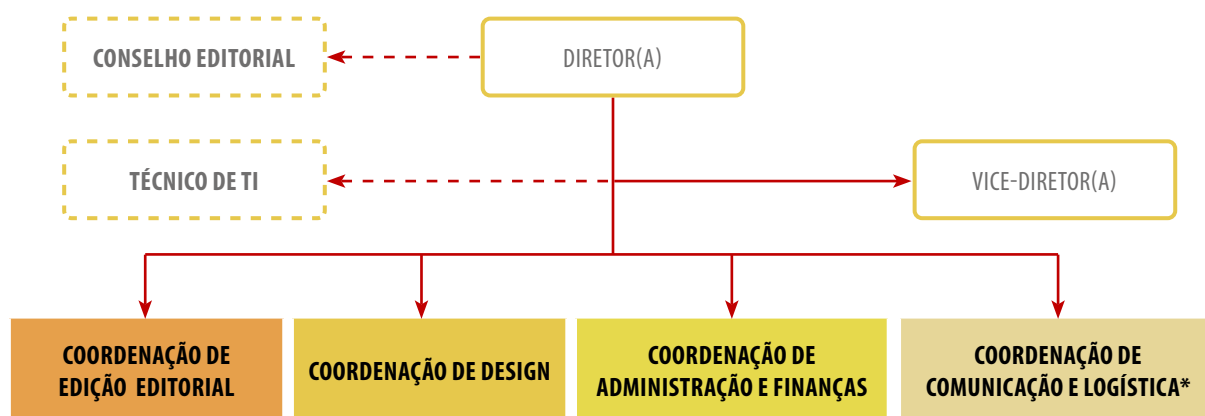 CONSELHO EDITORIAL
DIRETOR(A)
TÉCNICO DE TI
VICE-DIRETOR(A)
COORDENAÇÃO DE
EDIÇÃO EDITORIAL
COORDENAÇÃO DE DESIGN
COORDENAÇÃO DE
ADMINISTRAÇÃO E FINANÇAS
COORDENAÇÃO DE
COMUNICAÇÃO E LOGÍSTICA*